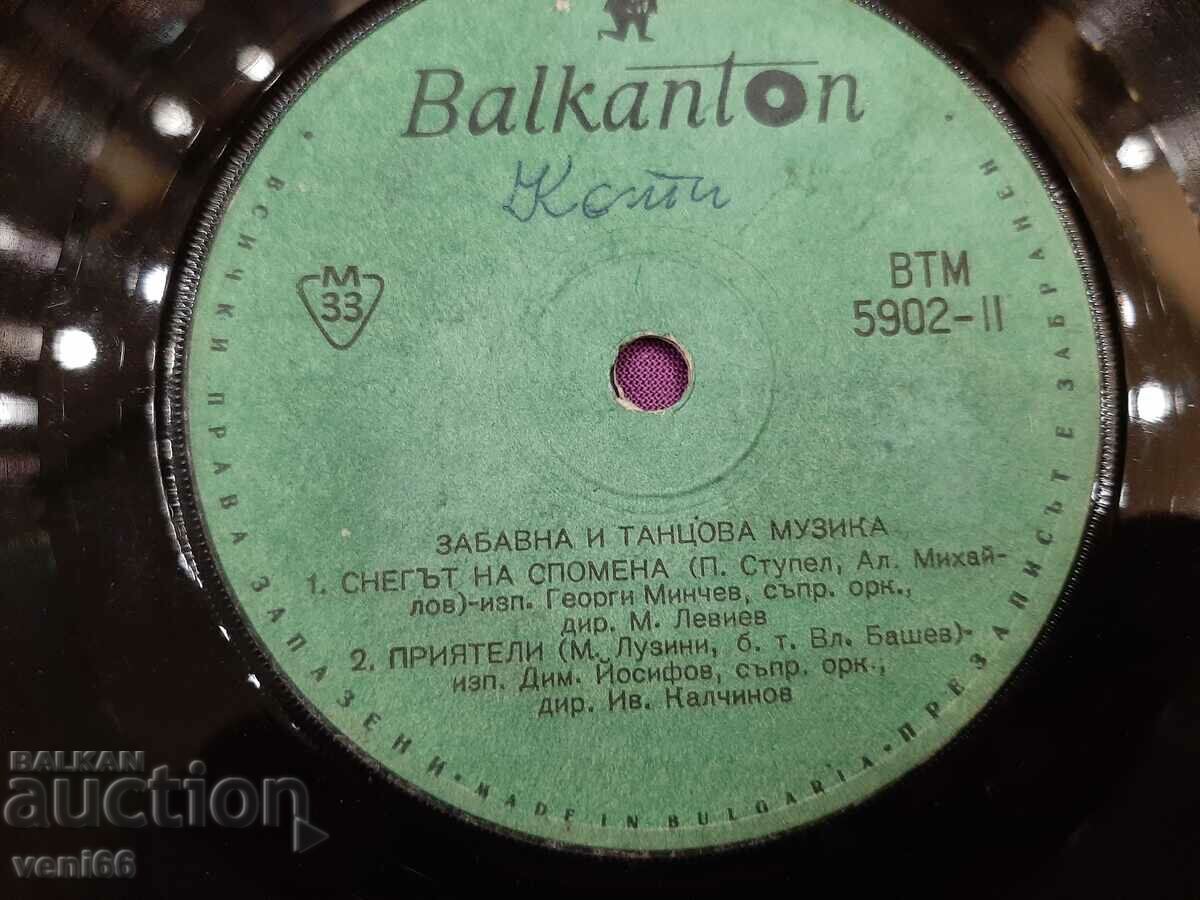 Balkanton
Коти
М
33
ВТМ
5902-II
ЗАБАВНА И ТАНЦОВА МУЗИКА
1. СНЕГЪТ НА СПОМЕНА (П. Ступел, Ал. Михай-
лов)-изп. Георги Минчев, съпр. орк.,
дир. М. Левиев
2. ПРИЯТЕЛИ (М. Лузини, б. т. Вл. Башев)-
изп. Дим. Йосифов, съпр. орк.,
дир. Ив. Калчинов
ВСИЧКИ ПРАВА ЗАПАЗЕНИ • MADE IN BULGARIA • ПРЕЗАПИСЪТ Е ЗАБРАНЕН
BALKAN
auction
veni66